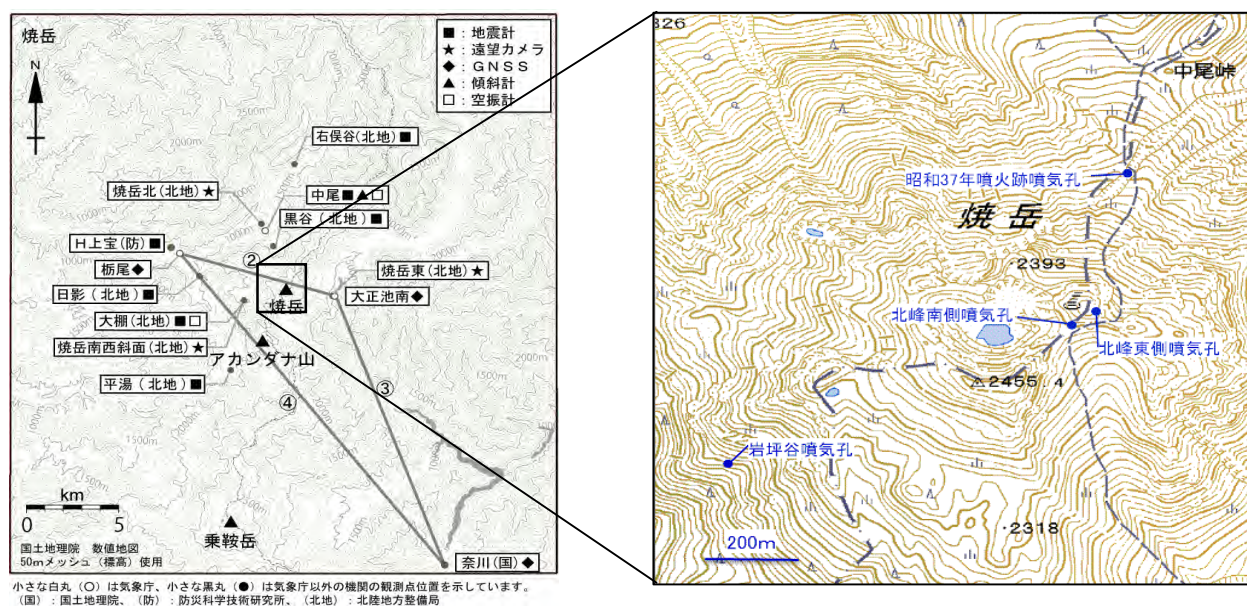 焼岳
N
■:地震計
★:遠望カメラ
◆:GNSS
▲:傾斜計
□:空振計
右俣谷(北地)■
焼岳北(北地)★
中尾■▲□
黒谷(北地)■
H上宝(防)■
②
栃尾◆
焼岳東(北地)★
日影(北地)■
大正池南◆
焼岳
大棚(北地)■□
焼岳南西斜面(北地)★
アカンダナ山
平湯(北地)■
③
④
km
0 5
乗鞍岳
国土地理院 数値地図
50mメッシュ(標高)使用
奈川(国)◆
2500m
2000m
1500m
1000m
小さな白丸(○)は気象庁、小さな黒丸(●)は気象庁以外の機関の観測点位置を示しています。
(国):国土地理院、(防):防災科学技術研究所、(北地):北陸地方整備局
826
中尾峠
昭和37年噴火跡噴気孔
焼岳
・2393
北峰南側噴気孔
北峰東側噴気孔
2455.4
岩坪谷噴気孔
・2318
200m